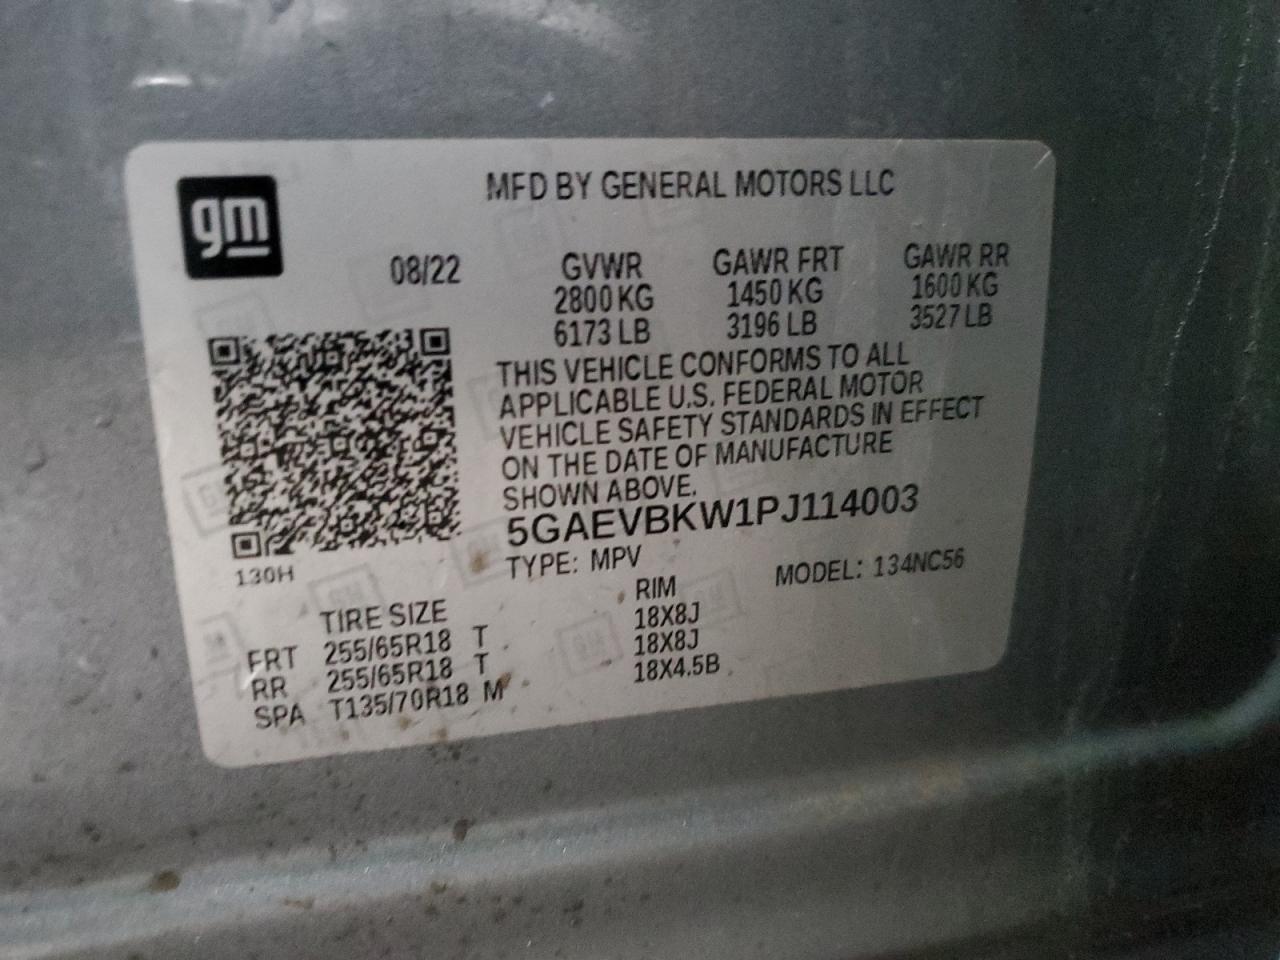 MFD BY GENERAL MOTORS LLC
gm
08/22 GVWR GAWR FRT GAWR RR
2800 KG 1450 KG 1600 KG
6173 LB 3196 LB 3527 LB
THIS VEHICLE CONFORMS TO ALL
APPLICABLE U.S. FEDERAL MOTOR
VEHICLE SAFETY STANDARDS IN EFFECT
ON THE DATE OF MANUFACTURE
SHOWN ABOVE.
5GAEVBKW1PJ114003
130H
TYPE: MPV MODEL: 134NC56
TIRE SIZE RIM
FRT 255/65R18 T 18X8J
RR 255/65R18 T 18X8J
SPA T135/70R18 M 18X4.5B